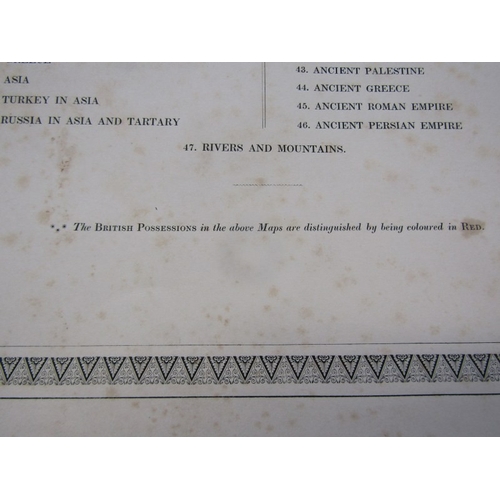 ASIA
TURKEY IN ASIA
RUSSIA IN ASIA AND TARTARY
43. ANCIENT PALESTINE
44. ANCIENT GREECE
45. ANCIENT ROMAN EMPIRE
46. ANCIENT PERSIAN EMPIRE
47. RIVERS AND MOUNTAINS.
*⁎* The BRITISH POSSESSIONS in the above Maps are distinguished by being coloured in RED.